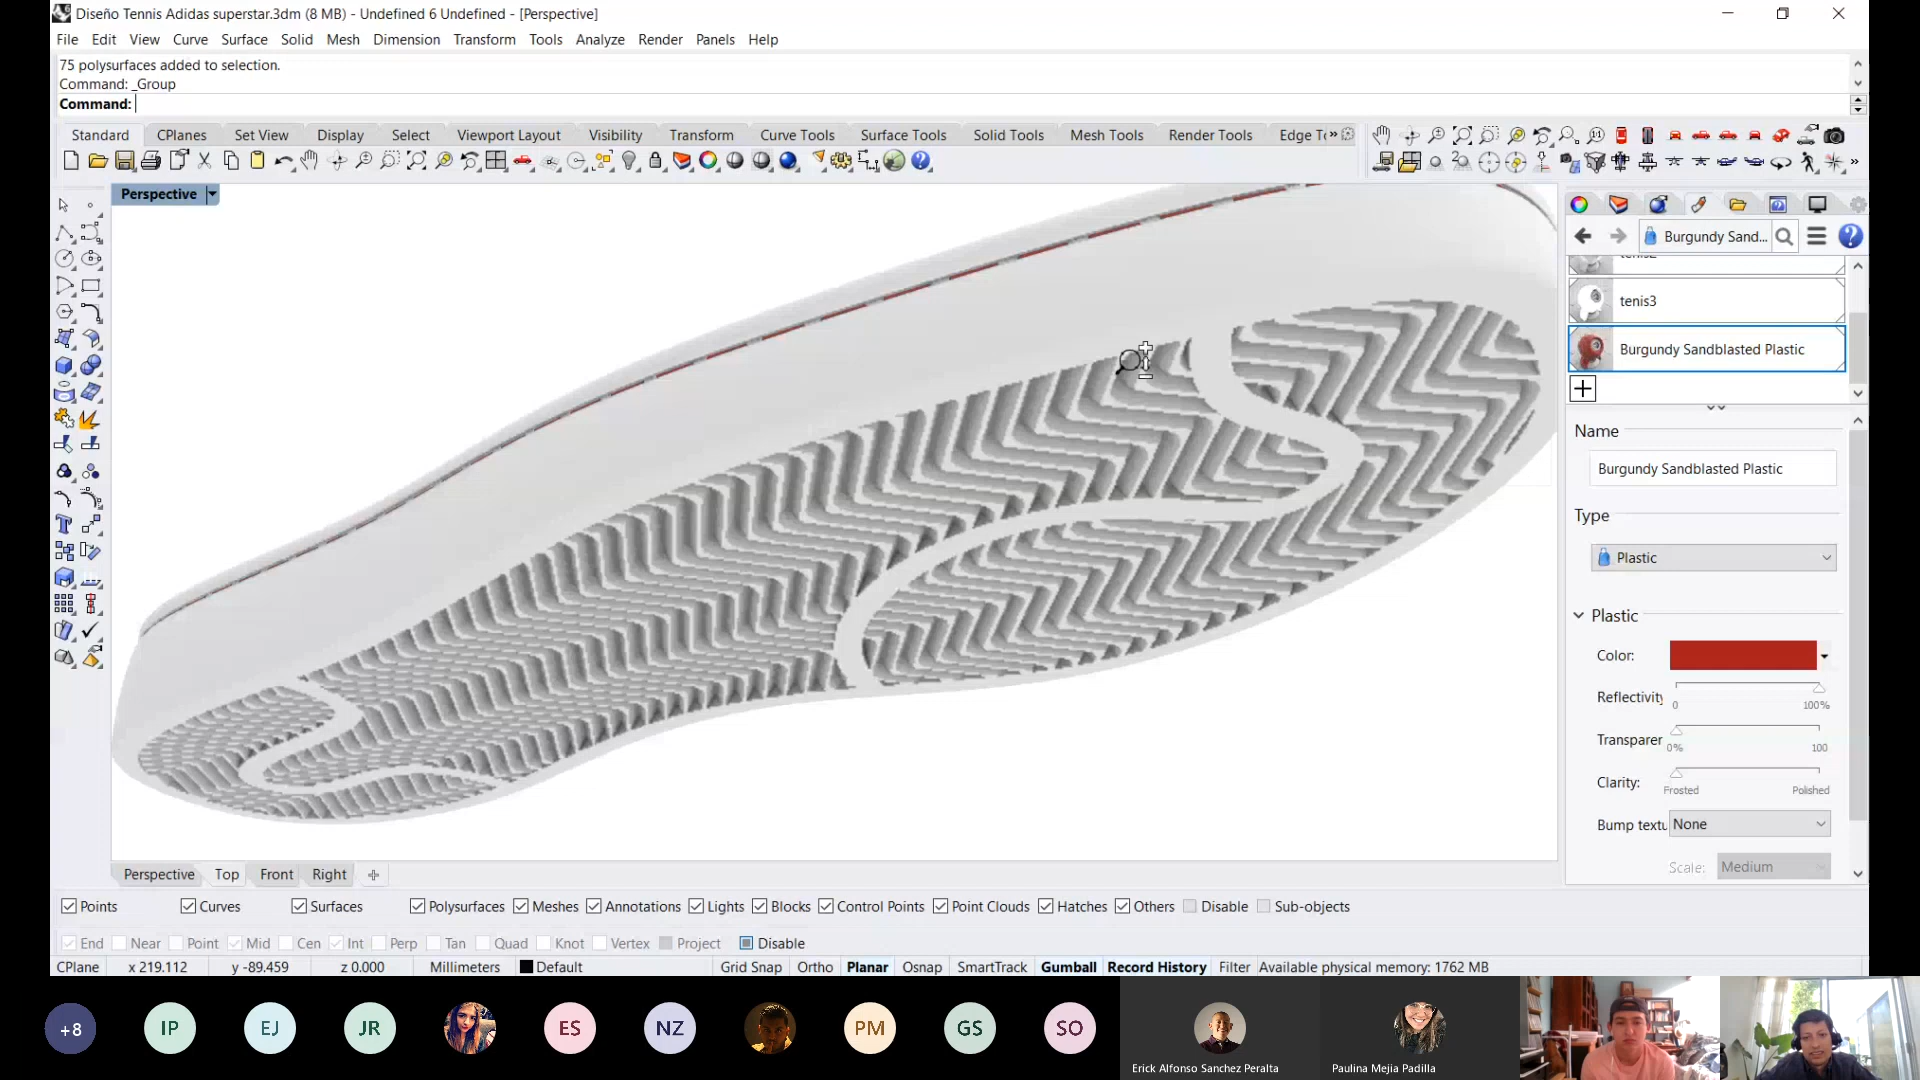 Diseño Tennis Adidas superstar.3dm (8 MB) - Undefined 6 Undefined - [Perspective]
File Edit View Curve Surface Solid Mesh Dimension Transform Tools Analyze Render Panels Help
75 polysurfaces added to selection.
Command: _Group
Command:
Standard CPlanes Set View Display Select Viewport Layout Visibility Transform Curve Tools Surface Tools Solid Tools Mesh Tools Render Tools Edge To
Perspective
Burgundy Sand...
tenis3
Burgundy Sandblasted Plastic
Name
Burgundy Sandblasted Plastic
Type
Plastic
Plastic
Color:
Reflectivity
0 100%
Transparer
0% 100
Clarity:
Frosted Polished
Bump textu None
Scale: Medium
Perspective Top Front Right
Points Curves Surfaces Polysurfaces Meshes Annotations Lights Blocks Control Points Point Clouds Hatches Others Disable Sub-objects
End Near Point Mid Cen Int Perp Tan Quad Knot Vertex Project Disable
CPlane x 219.112 y -89.459 z 0.000 Millimeters Default Grid Snap Ortho Planar Osnap SmartTrack Gumball Record History Filter Available physical memory: 1762 MB
+8 IP EJ JR ES NZ PM GS SO
Erick Alfonso Sanchez Peralta
Paulina Mejia Padilla